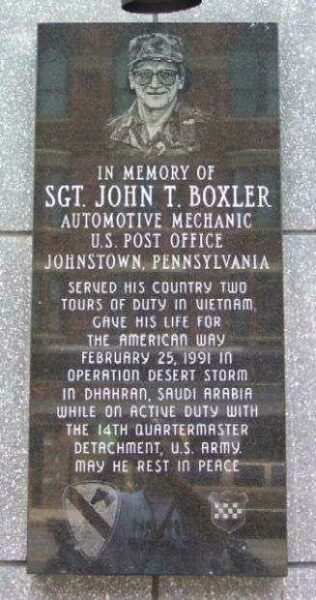 IN MEMORY OF
SGT. JOHN T. BOXLER
AUTOMOTIVE MECHANIC
U.S. POST OFFICE
JOHNSTOWN, PENNSYLVANIA
SERVED HIS COUNTRY TWO
TOURS OF DUTY IN VIETNAM,
GAVE HIS LIFE FOR
THE AMERICAN WAY
FEBRUARY 25, 1991 IN
OPERATION DESERT STORM
IN DHAHRAN, SAUDI ARABIA
WHILE ON ACTIVE DUTY WITH
THE 14TH QUARTERMASTER
DETACHMENT, U.S. ARMY.
MAY HE REST IN PEACE